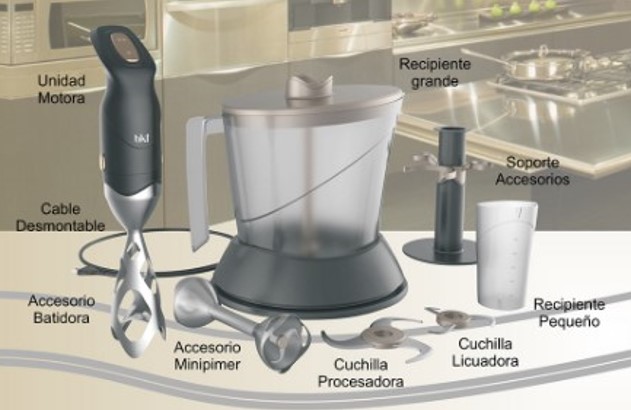 Unidad
Motora
Recipiente
grande
Soporte
Accesorios
Cable
Desmontable
Accesorio
Batidora
Accesorio
Minipimer
Cuchilla
Procesadora
Cuchilla
Licuadora
Recipiente
Pequeño